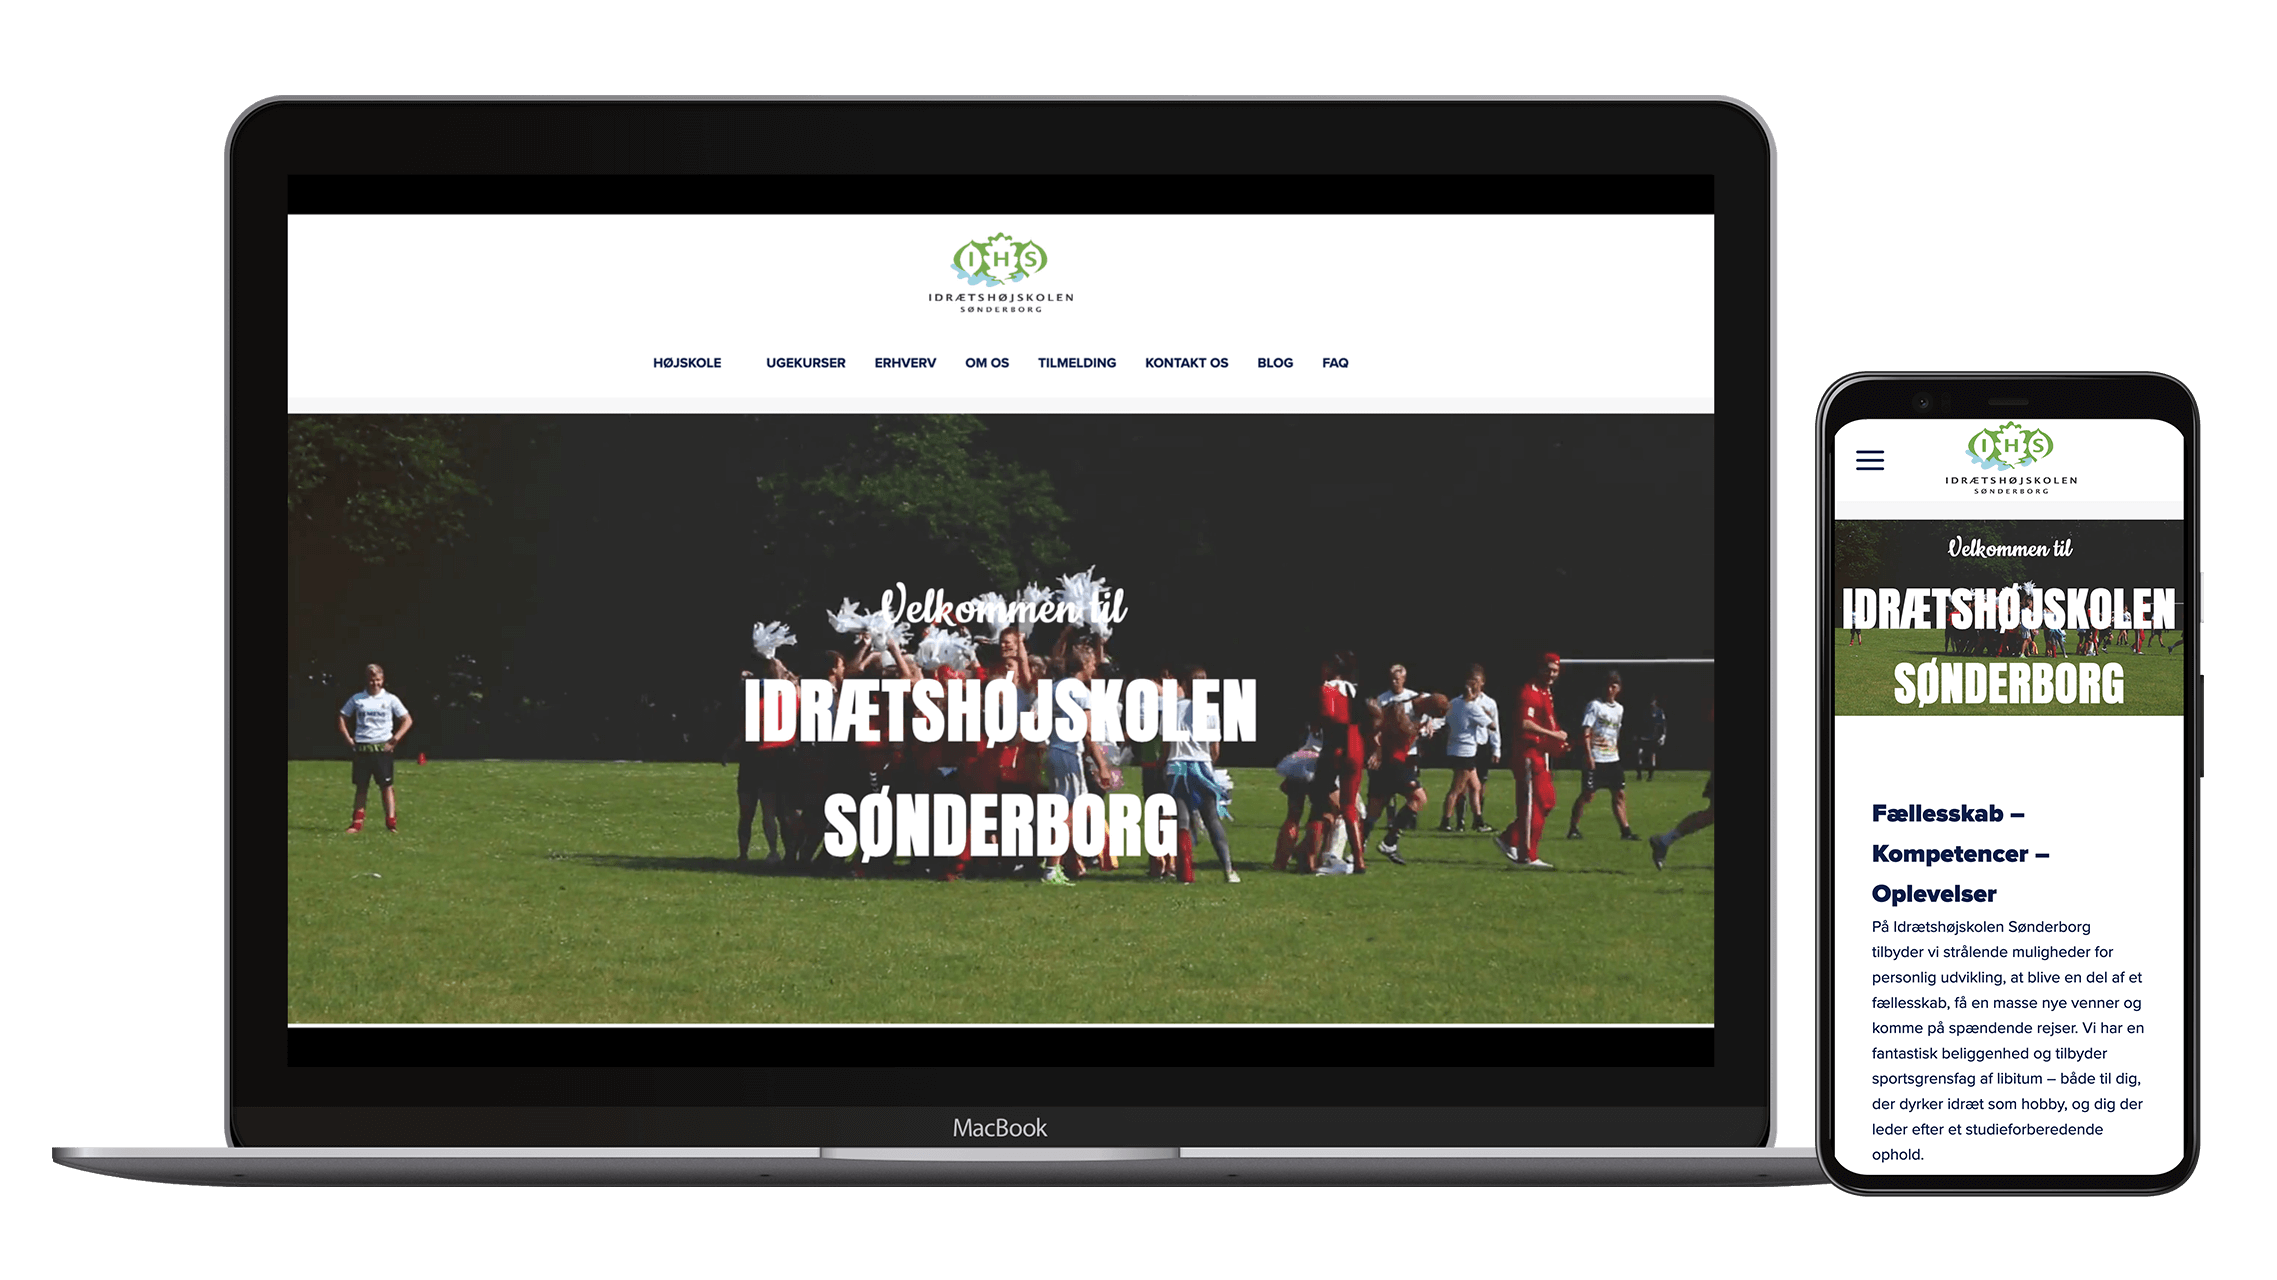 I H S
IDRÆTSHØJSKOLEN
SØNDERBORG
HØJSKOLE UGEKURSER ERHVERV OM OS TILMELDING KONTAKT OS BLOG FAQ
Velkommen til
IDRÆTSHØJSKOLEN
SØNDERBORG
MacBook
I H S
IDRÆTSHØJSKOLEN
SØNDERBORG
Velkommen til
IDRÆTSHØJSKOLEN
SØNDERBORG
Fællesskab –
Kompetencer –
Oplevelser
På Idrætshøjskolen Sønderborg
tilbyder vi strålende muligheder for
personlig udvikling, at blive en del af et
fællesskab, få en masse nye venner og
komme på spændende rejser. Vi har en
fantastisk beliggenhed og tilbyder
sportsgrensfag af libitum – både til dig,
der dyrker idræt som hobby, og dig der
leder efter et studieforberedende
ophold.